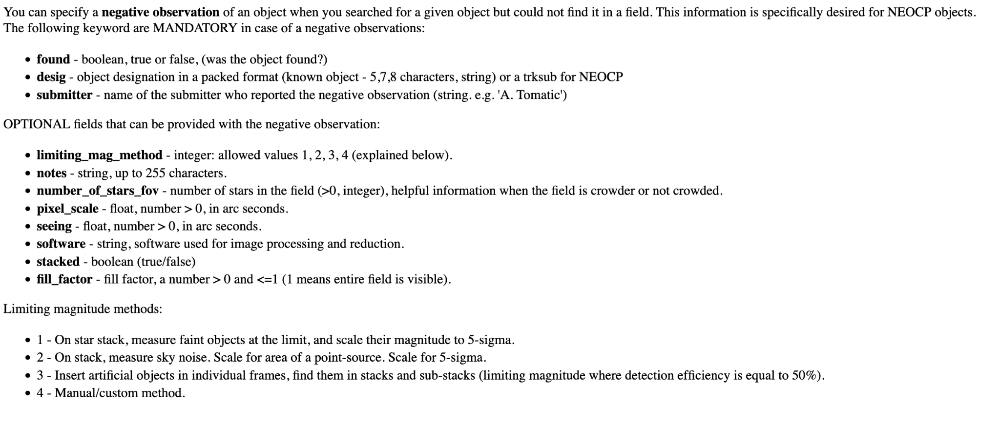 You can specify a negative observation of an object when you searched for a given object but could not find it in a field. This information is specifically desired for NEOCP objects.
The following keyword are MANDATORY in case of a negative observations:
• found - boolean, true or false, (was the object found?)
• desig - object designation in a packed format (known object - 5,7,8 characters, string) or a trksub for NEOCP
• submitter - name of the submitter who reported the negative observation (string. e.g. 'A. Tomatic')
OPTIONAL fields that can be provided with the negative observation:
• limiting_mag_method - integer: allowed values 1, 2, 3, 4 (explained below).
• notes - string, up to 255 characters.
• number_of_stars_fov - number of stars in the field (>0, integer), helpful information when the field is crowder or not crowded.
• pixel_scale - float, number > 0, in arc seconds.
• seeing - float, number > 0, in arc seconds.
• software - string, software used for image processing and reduction.
• stacked - boolean (true/false)
• fill_factor - fill factor, a number > 0 and <=1 (1 means entire field is visible).
Limiting magnitude methods:
• 1 - On star stack, measure faint objects at the limit, and scale their magnitude to 5-sigma.
• 2 - On stack, measure sky noise. Scale for area of a point-source. Scale for 5-sigma.
• 3 - Insert artificial objects in individual frames, find them in stacks and sub-stacks (limiting magnitude where detection efficiency is equal to 50%).
• 4 - Manual/custom method.